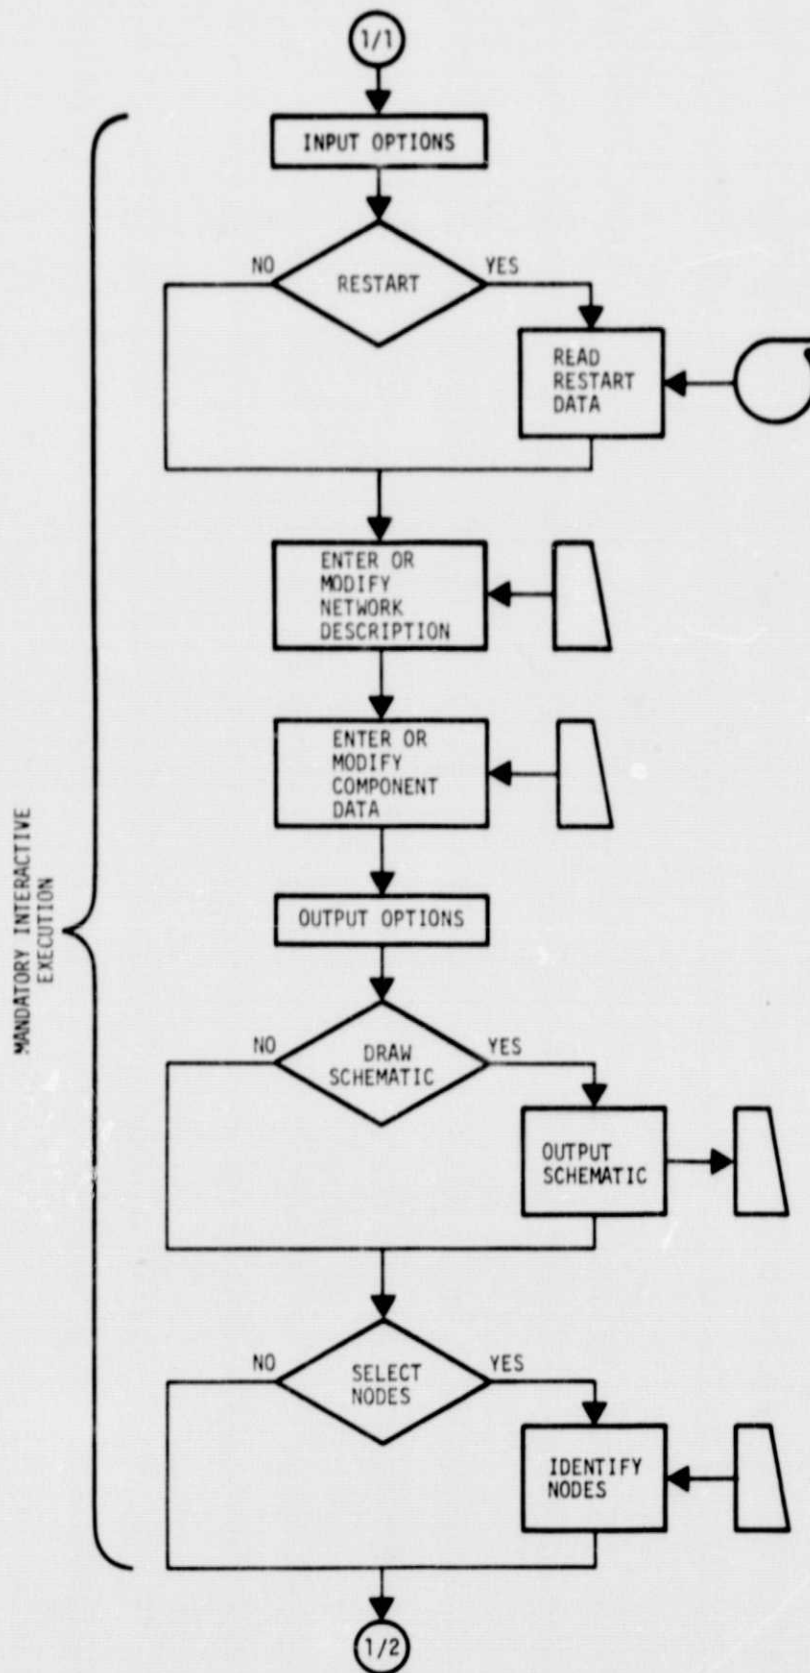 1/1
INPUT OPTIONS
NO
RESTART
YES
READ
RESTART
DATA
ENTER OR
MODIFY
NETWORK
DESCRIPTION
ENTER OR
MODIFY
COMPONENT
DATA
MANDATORY INTERACTIVE
EXECUTION
OUTPUT OPTIONS
NO
DRAW
SCHEMATIC
YES
OUTPUT
SCHEMATIC
NO
SELECT
NODES
YES
IDENTIFY
NODES
1/2